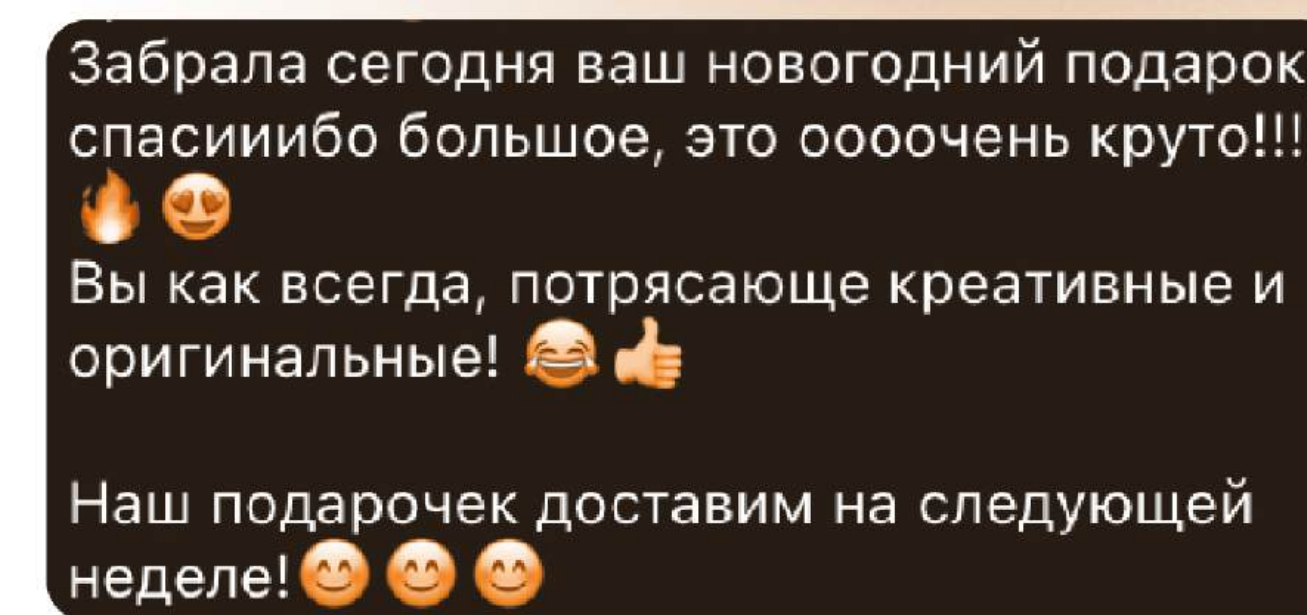 Забрала сегодня ваш новогодний подарок
спасииибо большое, это оооочень круто!!!
🔥 😍
Вы как всегда, потрясающе креативные и
оригинальные! 😂👍
Наш подарочек доставим на следующей
неделе!😊😊😊